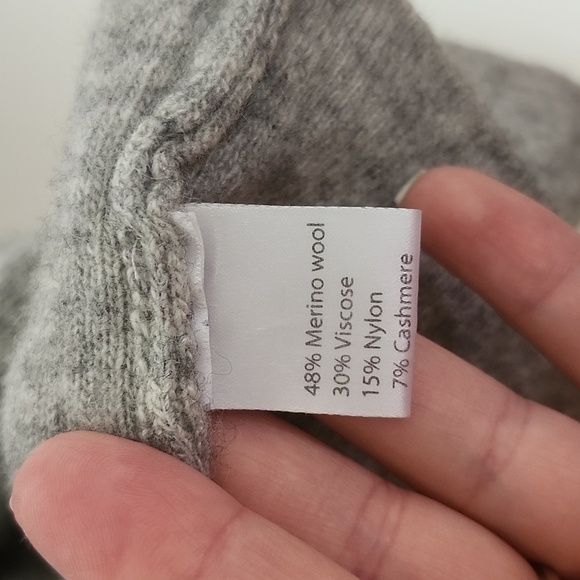 48% Merino wool
30% Viscose
15% Nylon
7% Cashmere